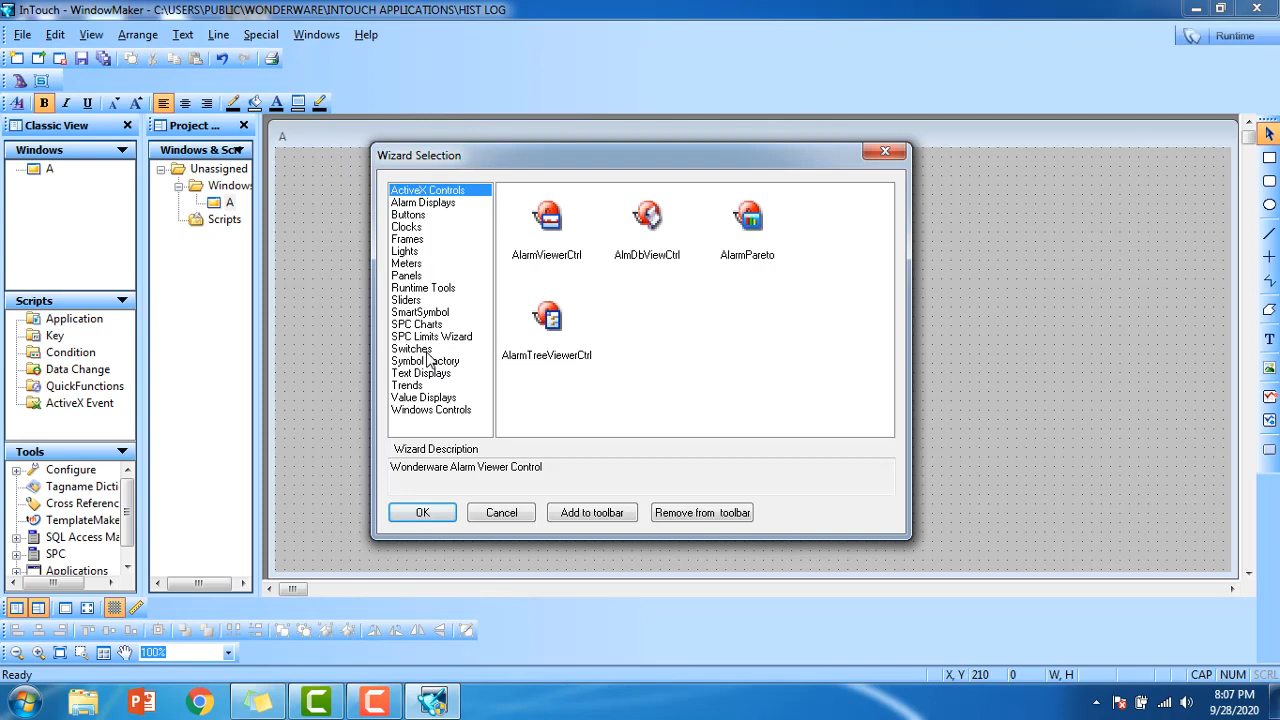 InTouch - WindowMaker - C:\USERS\PUBLIC\WONDERWARE\INTOUCH APPLICATIONS\HIST LOG
File Edit View Arrange Text Line Special Windows Help
Runtime
Classic View
Project ...
Windows
Windows & Scr
A
Unassigned
Windows
A
Scripts
A
Scripts
Application
Key
Condition
Data Change
QuickFunctions
ActiveX Event
Tools
Configure
Tagname Dicti
Cross Referenc
TemplateMake
SQL Access Ma
SPC
Applications
Wizard Selection
ActiveX Controls
Alarm Displays
Buttons
Clocks
Frames
Lights
Meters
Panels
Runtime Tools
Sliders
SmartSymbol
SPC Charts
SPC Limits Wizard
Switches
Symbol Factory
Text Displays
Trends
Value Displays
Windows Controls
AlarmViewerCtrl
AlmDbViewCtrl
AlarmPareto
AlarmTreeViewerCtrl
Wizard Description
Wonderware Alarm Viewer Control
OK
Cancel
Add to toolbar
Remove from toolbar
100%
Ready
X, Y 210 0 W, H
CAP NUM SCRL
8:07 PM
9/28/2020